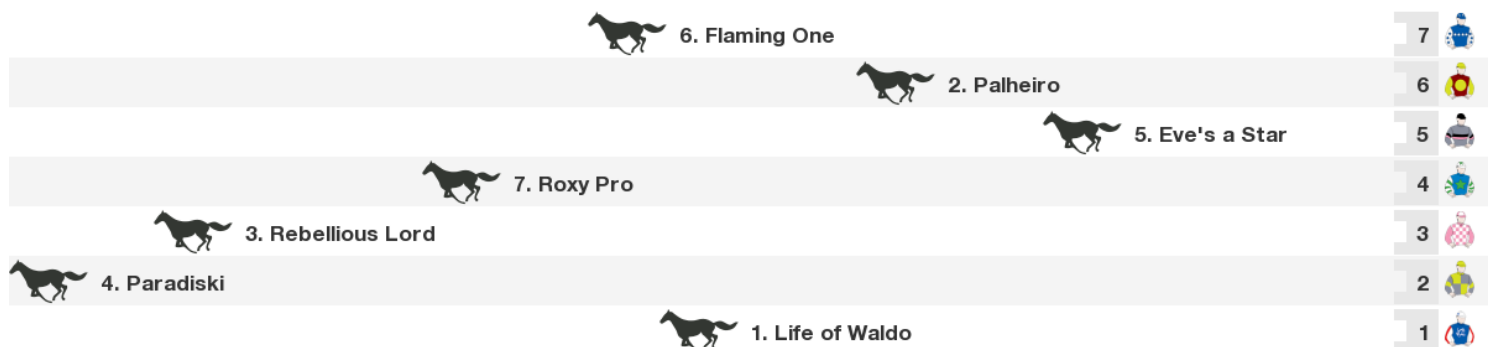 6. Flaming One 7
2. Palheiro 6
5. Eve's a Star 5
7. Roxy Pro 4
3. Rebellious Lord 3
4. Paradiski 2
1. Life of Waldo 1